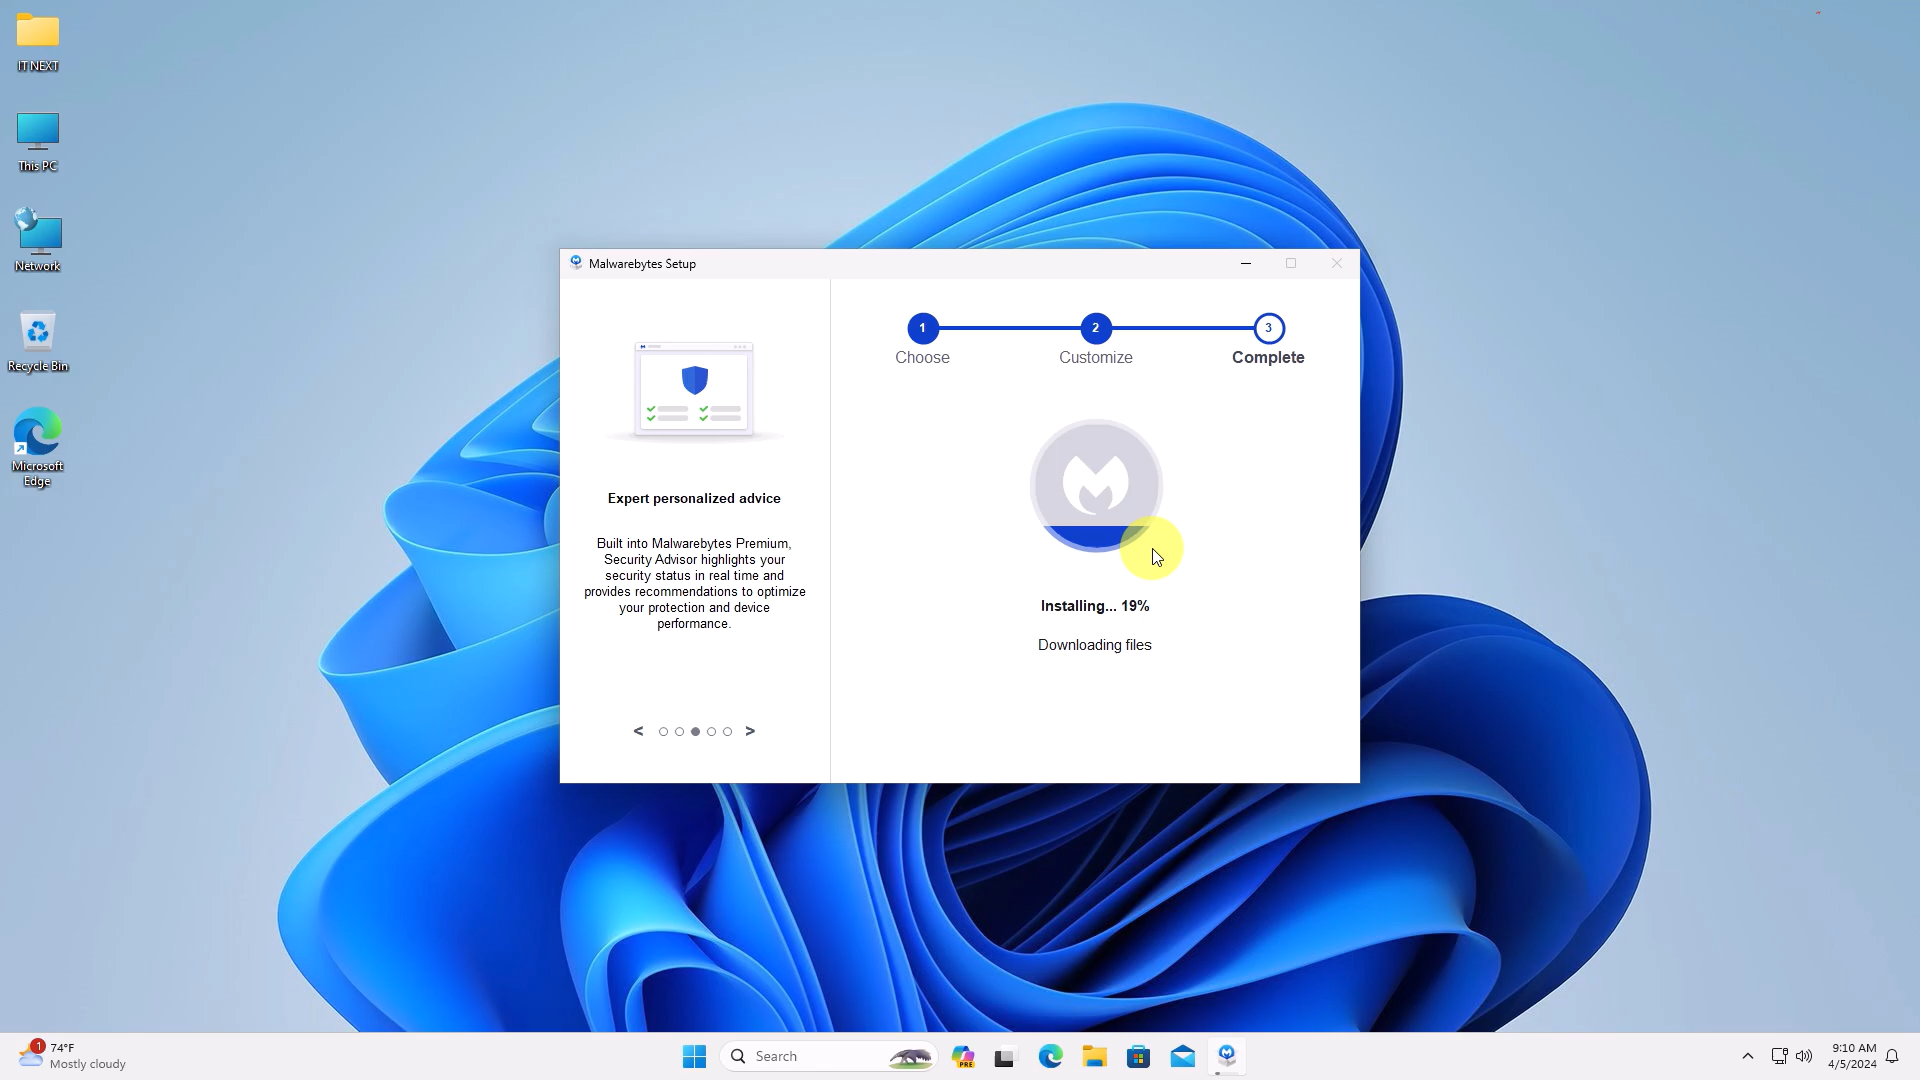 IT NEXT
This PC
Network
Recycle Bin
Microsoft
Edge
Malwarebytes Setup
Expert personalized advice
Built into Malwarebytes Premium,
Security Advisor highlights your
security status in real time and
provides recommendations to optimize
your protection and device
performance.
< >
1 2 3
Choose Customize Complete
Installing... 19%
Downloading files
1
74°F
Mostly cloudy
Search
PRE
9:10 AM
4/5/2024